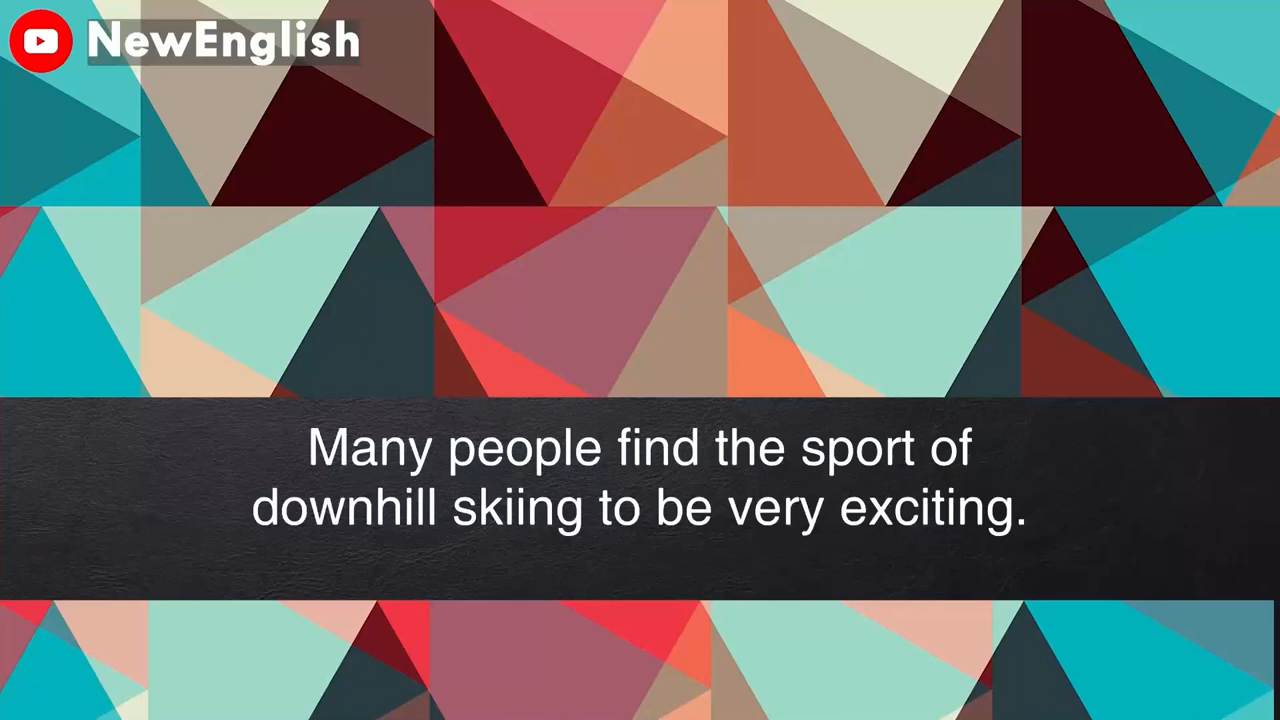 NewEnglish
Many people find the sport of
downhill skiing to be very exciting.